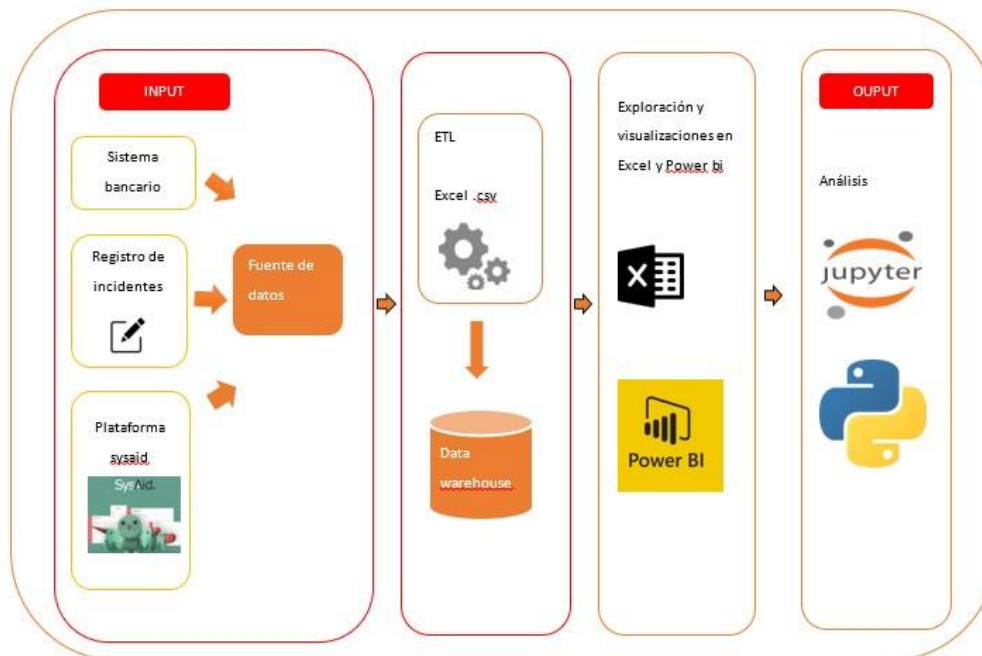 INPUT
Sistema
bancario
Registro de
incidentes
Plataforma
sysaid
SysAid.
Fuente de
datos
ETL
Excel .csv
Data
warehouse
Exploración y
visualizaciones en
Excel y Power bi
X
Power BI
OUPUT
Análisis
Jupyter